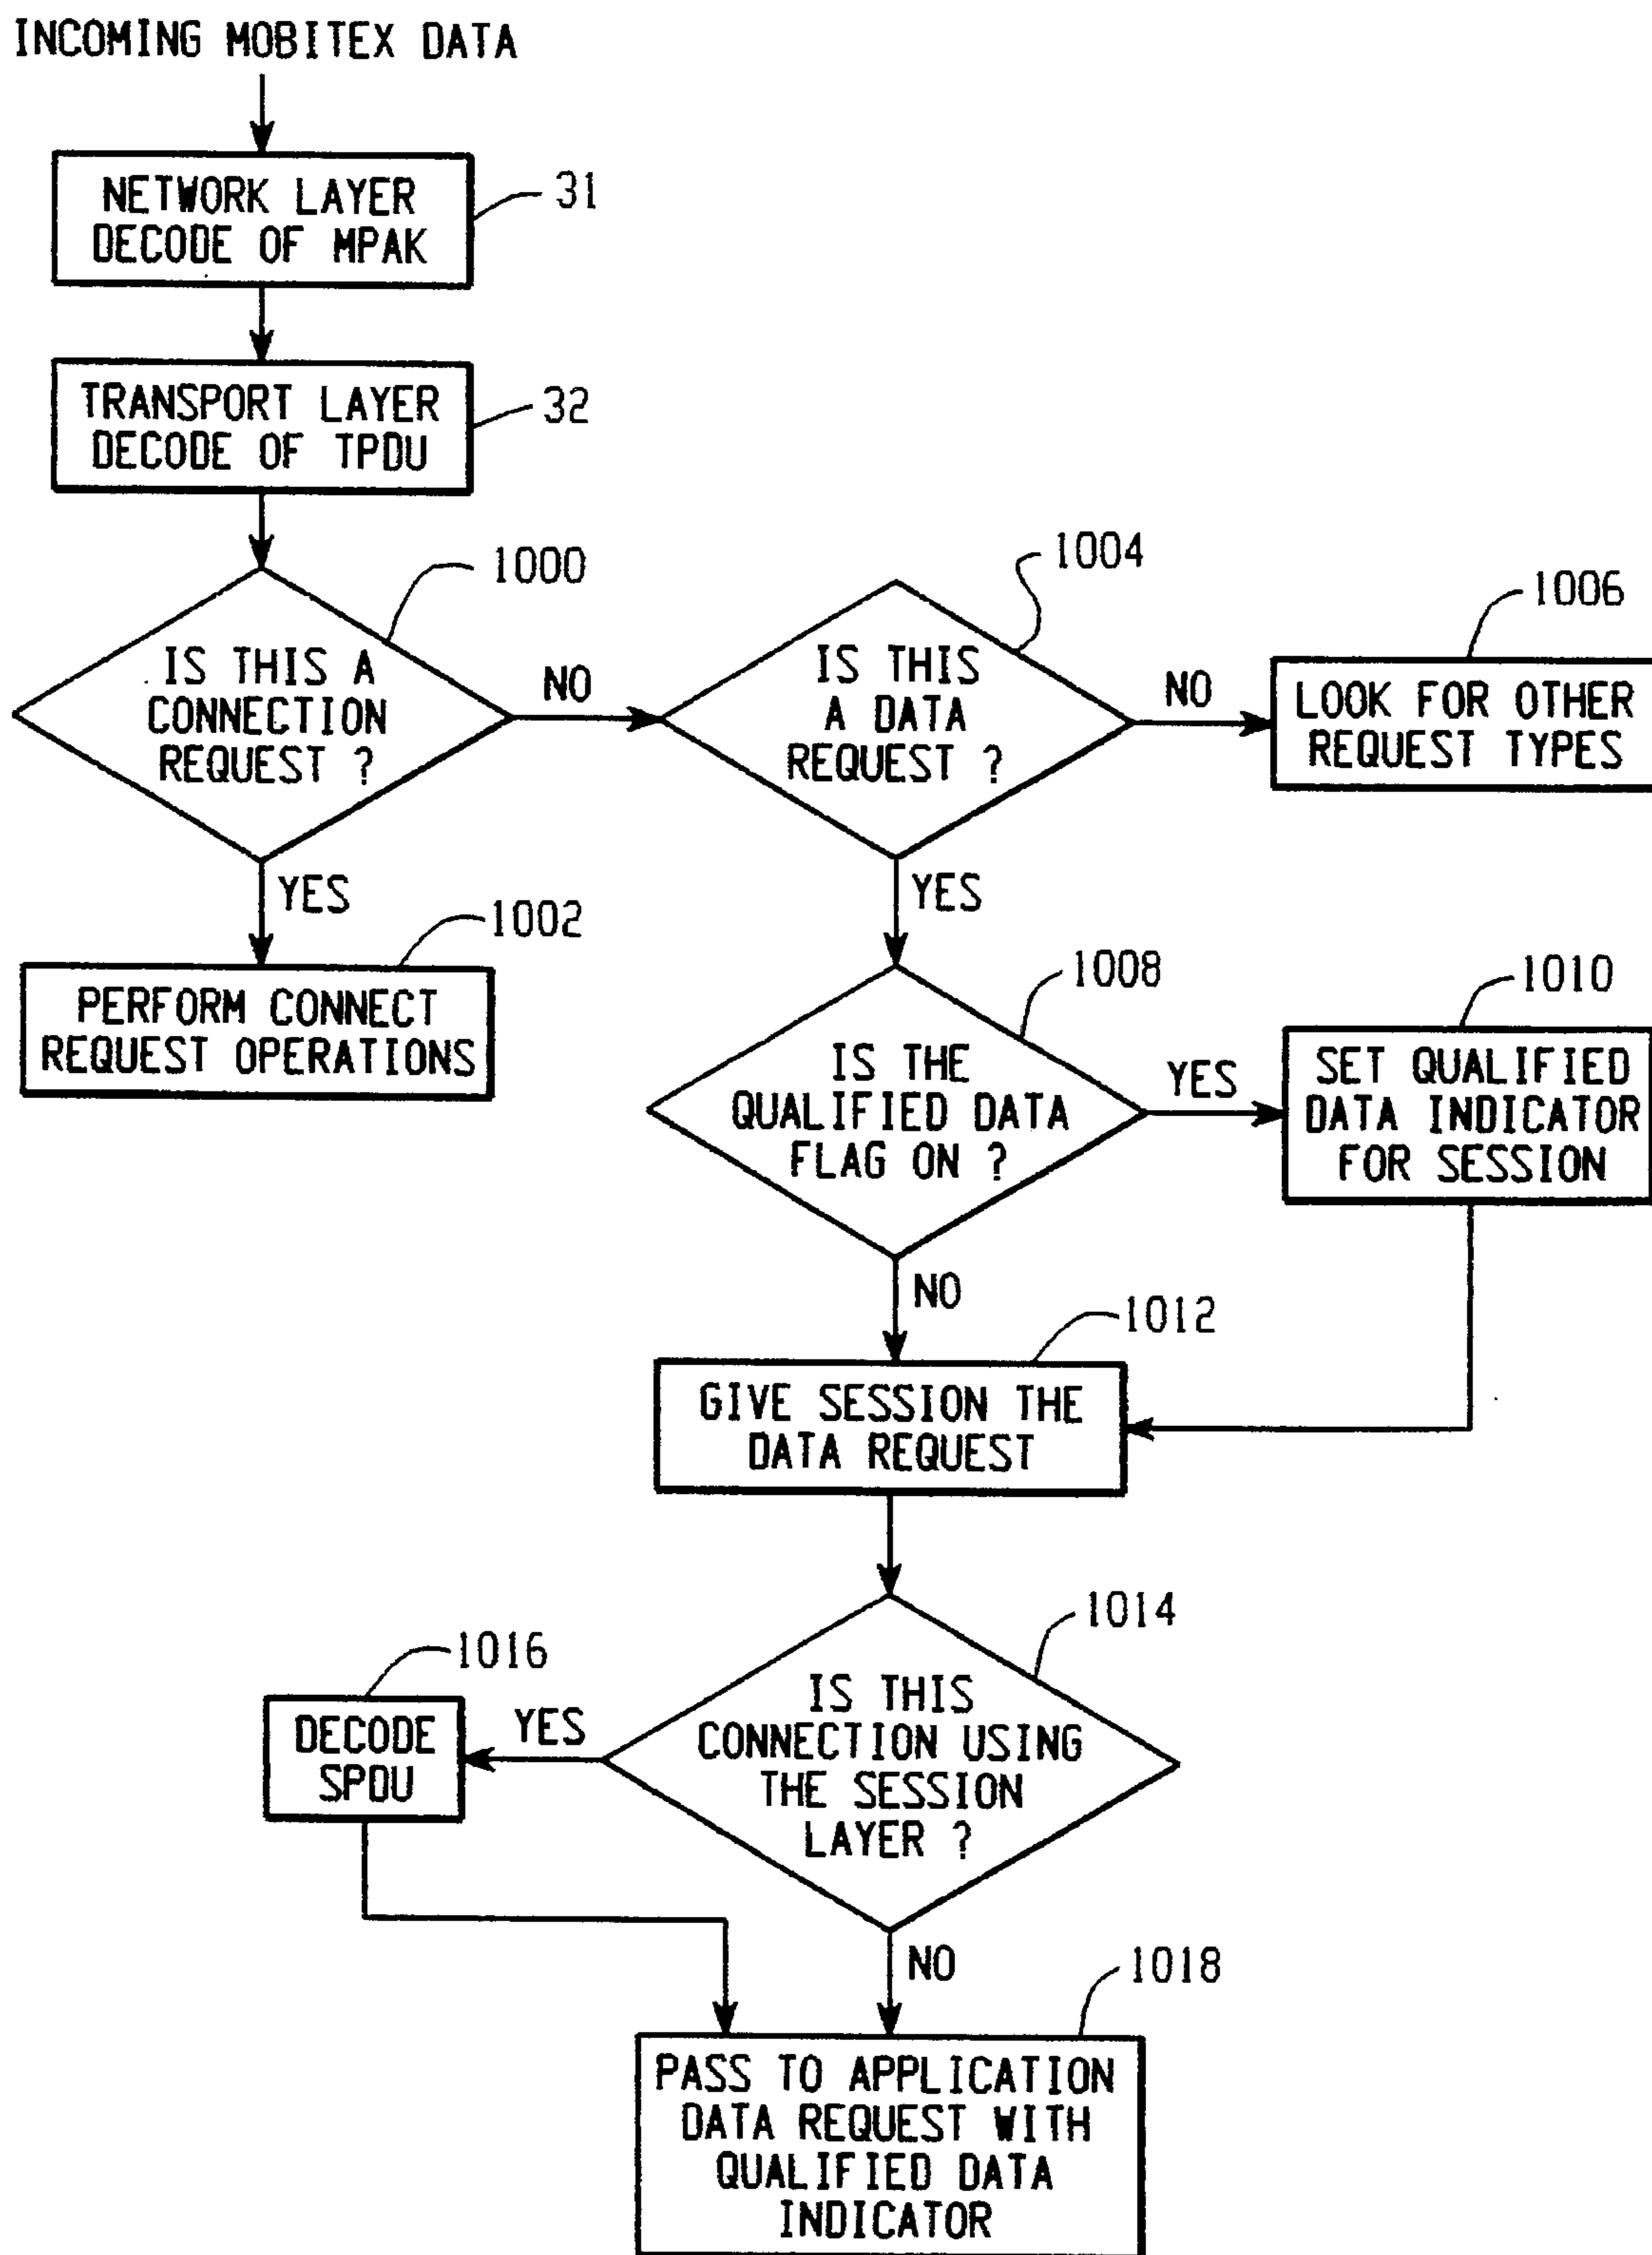 INCOMING MOBITEX DATA
NETWORK LAYER
DECODE OF MPAK
31
TRANSPORT LAYER
DECODE OF TPDU
32
1000
IS THIS A
CONNECTION
REQUEST ?
NO
YES
1004
IS THIS
A DATA
REQUEST ?
NO
YES
1006
LOOK FOR OTHER
REQUEST TYPES
1002
PERFORM CONNECT
REQUEST OPERATIONS
1008
IS THE
QUALIFIED DATA
FLAG ON ?
YES
NO
1010
SET QUALIFIED
DATA INDICATOR
FOR SESSION
1012
GIVE SESSION THE
DATA REQUEST
1014
IS THIS
CONNECTION USING
THE SESSION
LAYER ?
YES
NO
1016
DECODE
SPDU
1018
PASS TO APPLICATION
DATA REQUEST WITH
QUALIFIED DATA
INDICATOR